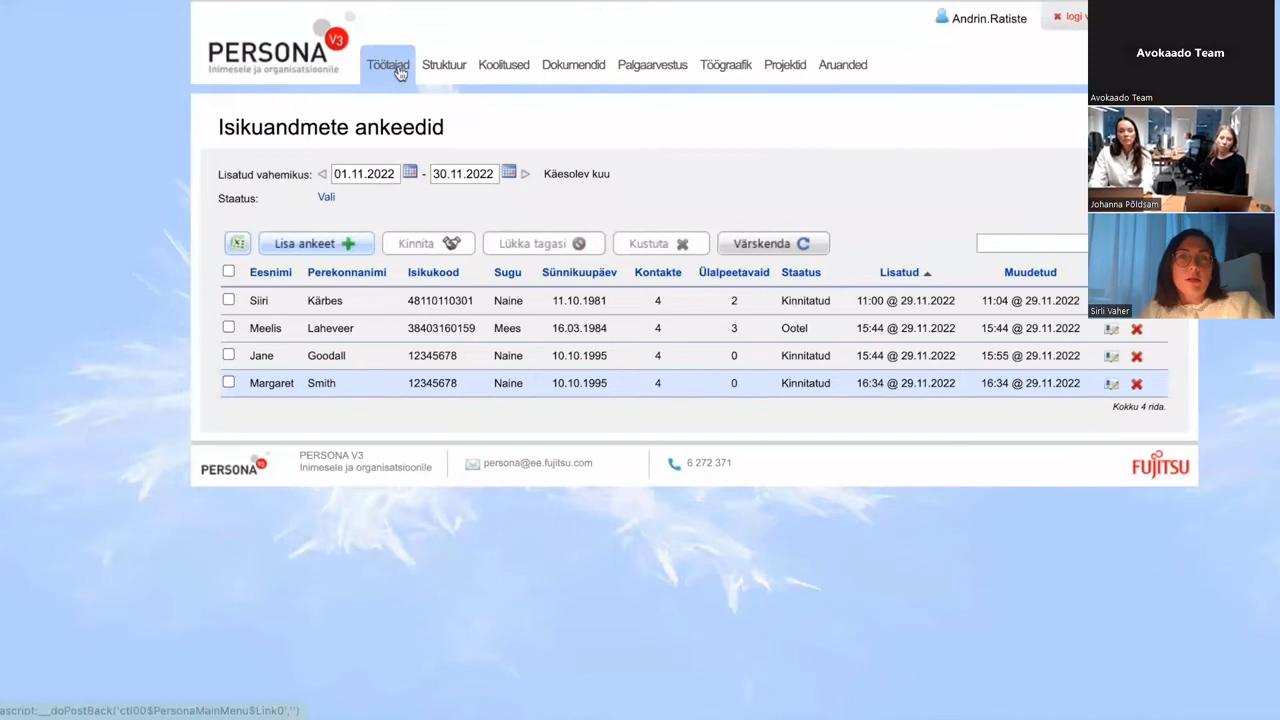 PERSONA V3
Inimesele ja organisatsioonile
Andrin.Ratiste
logi v
Töötajad Struktuur Koolitused Dokumendid Palgaarvestus Töögraafik Projektid Aruanded
Isikuandmete ankeedid
Lisatud vahemikus: 01.11.2022 - 30.11.2022 Käesolev kuu
Staatus: Vali
Lisa ankeet Kinnita Lükka tagasi Kustuta Värskenda
Eesnimi Perekonnanimi Isikukood Sugu Sünnikuupäev Kontakte Ülalpeetavaid Staatus Lisatud Muudetud
Siiri Kärbes 48110110301 Naine 11.10.1981 4 2 Kinnitatud 11:00 @ 29.11.2022 11:04 @ 29.11.2022
Meelis Laheveer 38403160159 Mees 16.03.1984 4 3 Ootel 15:44 @ 29.11.2022 15:44 @ 29.11.2022
Jane Goodall 12345678 Naine 10.10.1995 4 0 Kinnitatud 15:44 @ 29.11.2022 15:55 @ 29.11.2022
Margaret Smith 12345678 Naine 10.10.1995 4 0 Kinnitatud 16:34 @ 29.11.2022 16:34 @ 29.11.2022
Kokku 4 rida.
PERSONA V3
PERSONA V3
Inimesele ja organisatsioonile
persona@ee.fujitsu.com
6 272 371
FUJITSU
Avokaado Team
Avokaado Team
Johanna Põldsam
Sirli Vaher
ascript:__doPostBack('ctl00$PersonaMainMenu$Link0','')